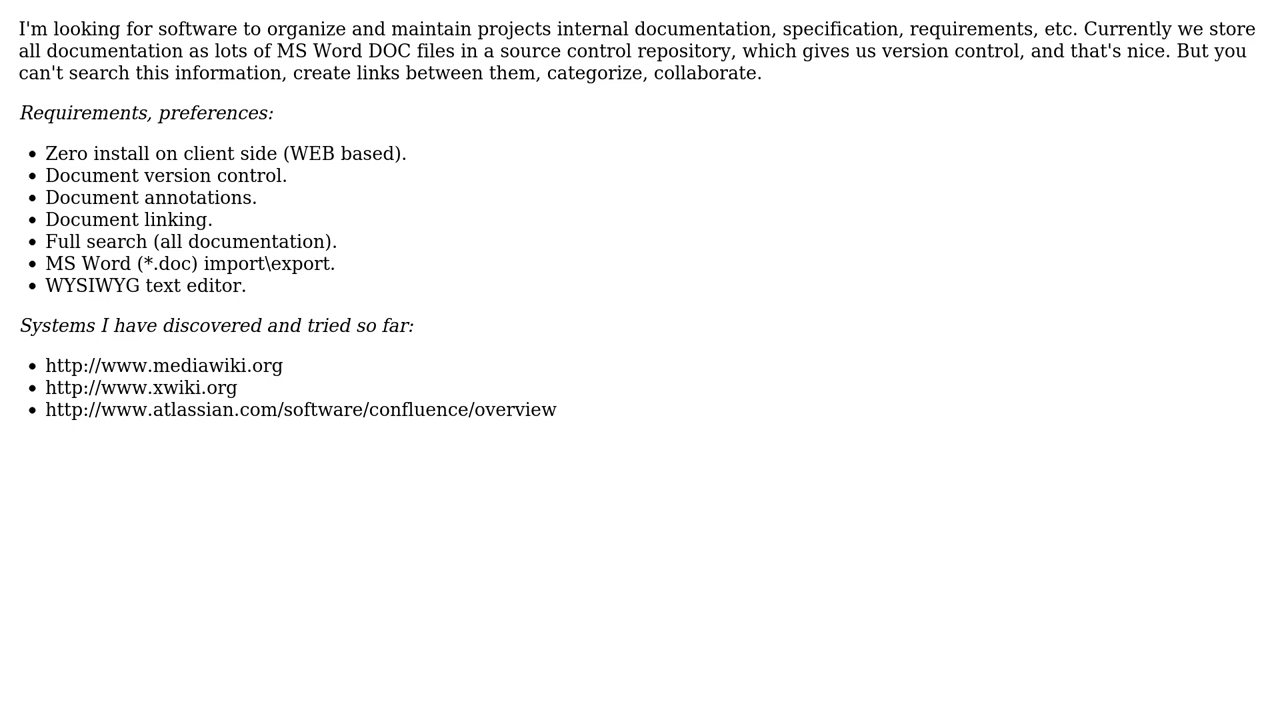 I'm looking for software to organize and maintain projects internal documentation, specification, requirements, etc. Currently we store
all documentation as lots of MS Word DOC files in a source control repository, which gives us version control, and that's nice. But you
can't search this information, create links between them, categorize, collaborate.
Requirements, preferences:
• Zero install on client side (WEB based).
• Document version control.
• Document annotations.
• Document linking.
• Full search (all documentation).
• MS Word (*.doc) import\export.
• WYSIWYG text editor.
Systems I have discovered and tried so far:
• http://www.mediawiki.org
• http://www.xwiki.org
• http://www.atlassian.com/software/confluence/overview